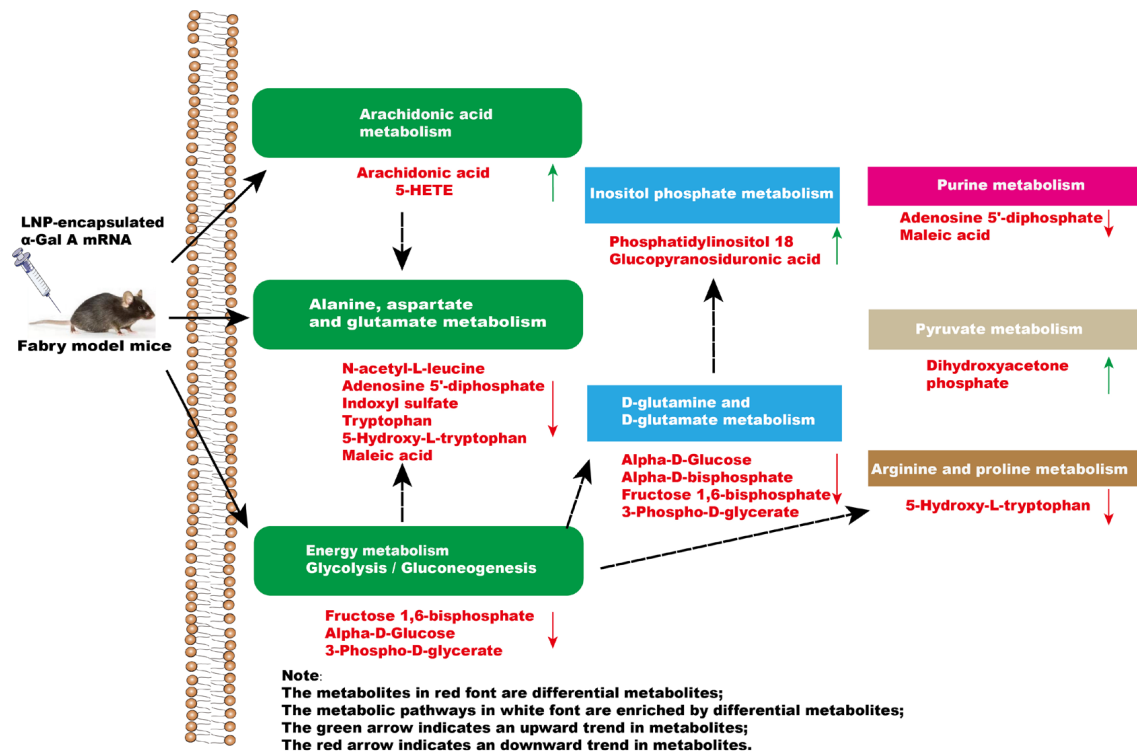 LNP-encapsulated
α-Gal A mRNA
Fabry model mice
Arachidonic acid
metabolism
Arachidonic acid
5-HETE
Alanine, aspartate
and glutamate metabolism
N-acetyl-L-leucine
Adenosine 5'-diphosphate
Indoxyl sulfate
Tryptophan
5-Hydroxy-L-tryptophan
Maleic acid
Energy metabolism
Glycolysis / Gluconeogenesis
Fructose 1,6-bisphosphate
Alpha-D-Glucose
3-Phospho-D-glycerate
Inositol phosphate metabolism
Phosphatidylinositol 18
Glucopyranosiduronic acid
D-glutamine and
D-glutamate metabolism
Alpha-D-Glucose
Alpha-D-bisphosphate
Fructose 1,6-bisphosphate
3-Phospho-D-glycerate
Purine metabolism
Adenosine 5'-diphosphate
Maleic acid
Pyruvate metabolism
Dihydroxyacetone
phosphate
Arginine and proline metabolism
5-Hydroxy-L-tryptophan
Note:
The metabolites in red font are differential metabolites;
The metabolic pathways in white font are enriched by differential metabolites;
The green arrow indicates an upward trend in metabolites;
The red arrow indicates an downward trend in metabolites.